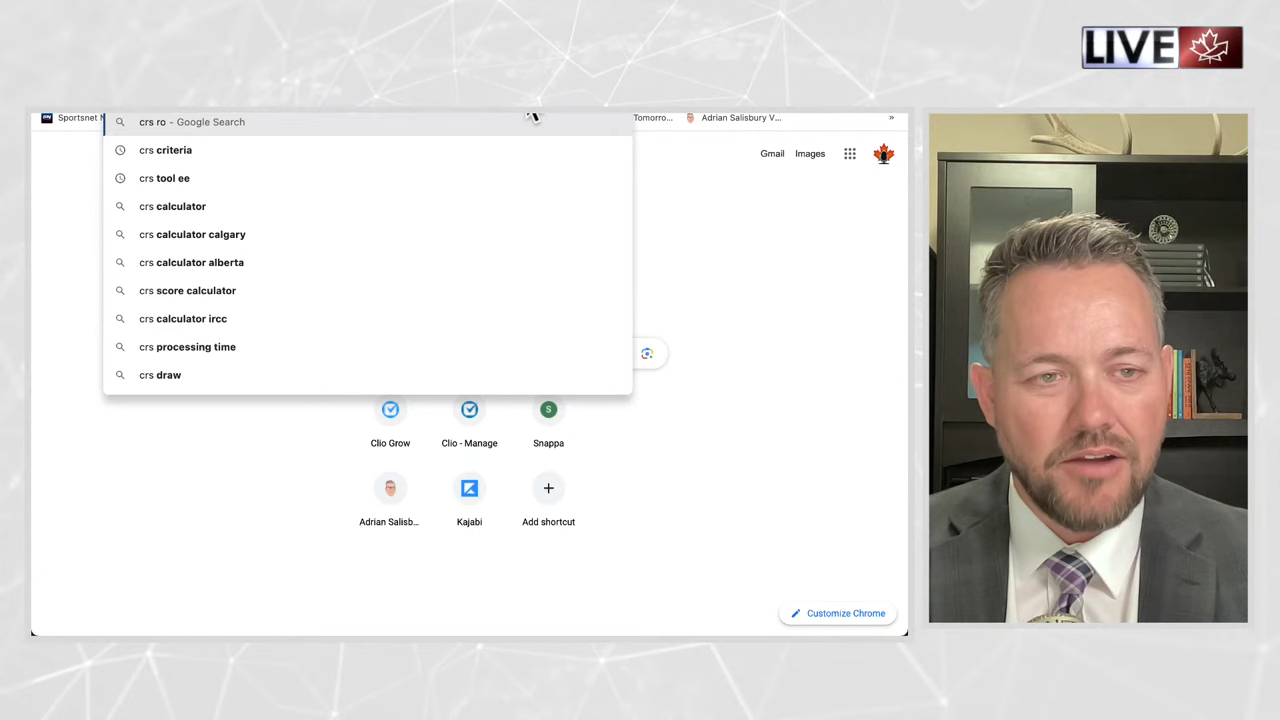 LIVE
Sportsnet
Tomorro...
Adrian Salisbury V...
»
crs ro - Google Search
Gmail
Images
crs criteria
crs tool ee
crs calculator
crs calculator calgary
crs calculator alberta
crs score calculator
crs calculator ircc
crs processing time
crs draw
S
Clio Grow
Clio - Manage
Snappa
Adrian Salisb...
Kajabi
Add shortcut
Customize Chrome